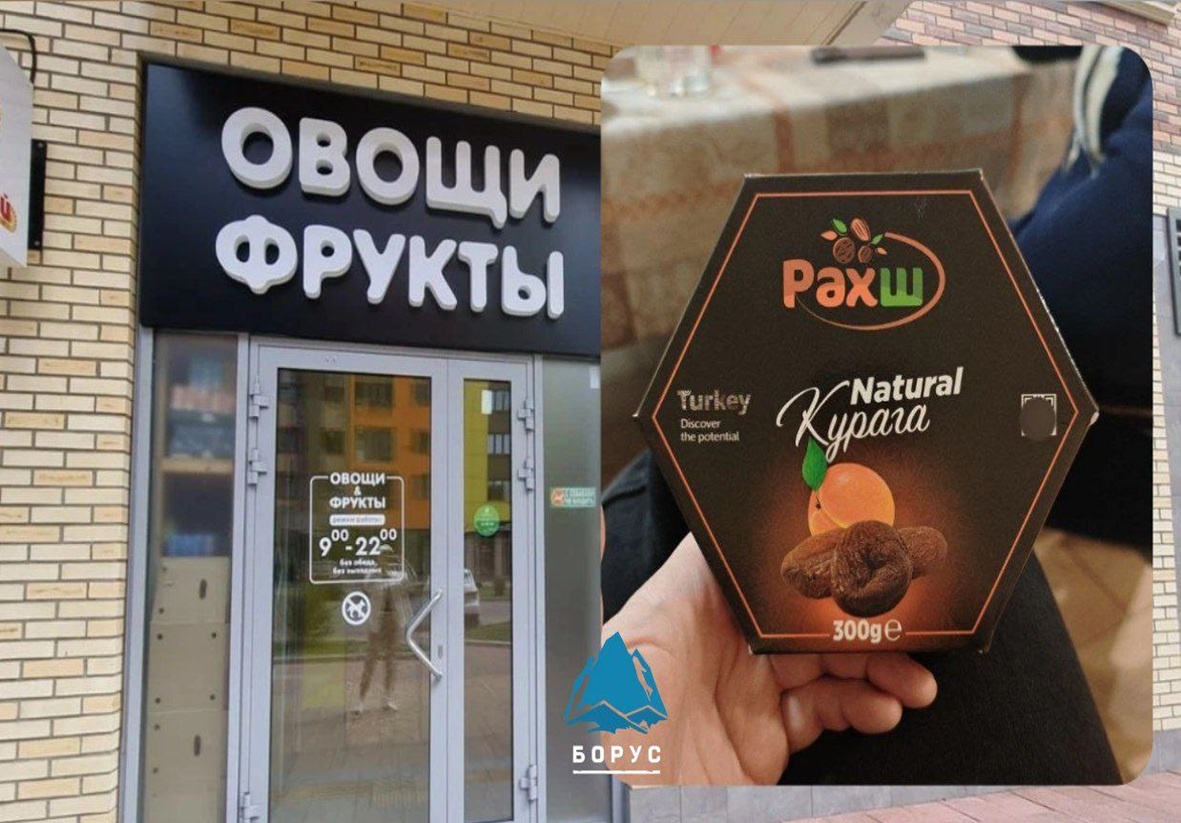 ОВОЩИ
ФРУКТЫ
ОВОЩИ
&
ФРУКТЫ
режим работы
9⁰⁰-22⁰⁰
без обеда,
без выходных
Рахш
Turkey
Discover
the potential
Natural
Курага
300g℮
БОРУС